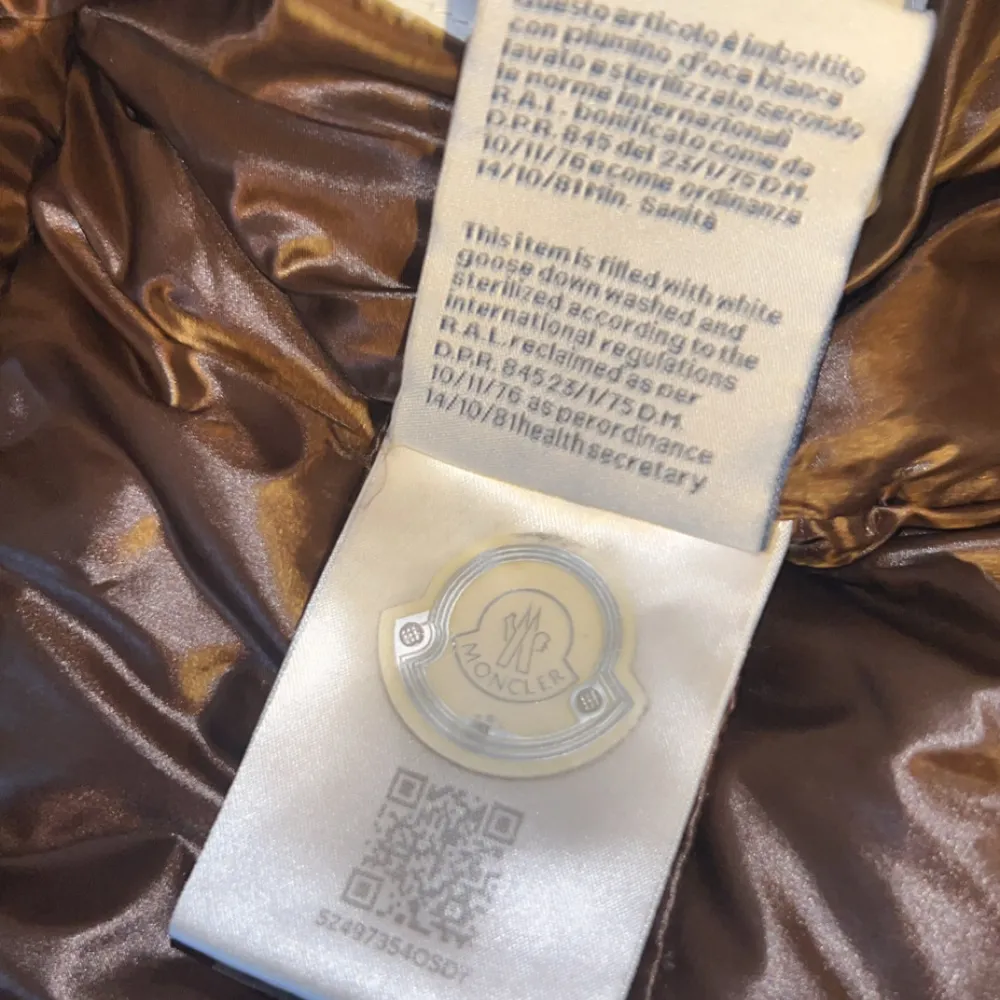 Questo articolo è imbottito
con piumino d'oca bianca
lavato e sterilizzato secondo
le norme internazionali
R.A.L. bonificato come da
D.P.R. 845 del 23/1/75 D.M.
10/11/76 e come ordinanza
14/10/81 Min. Sanità
This item is filled with white
goose down washed and
sterilized according to the
international regulations
R.A.L. reclaimed as per
D.P.R. 845 23/1/75 D.M.
10/11/76 as per ordinance
14/10/81 health secretary
MONCLER
S24973540SD7